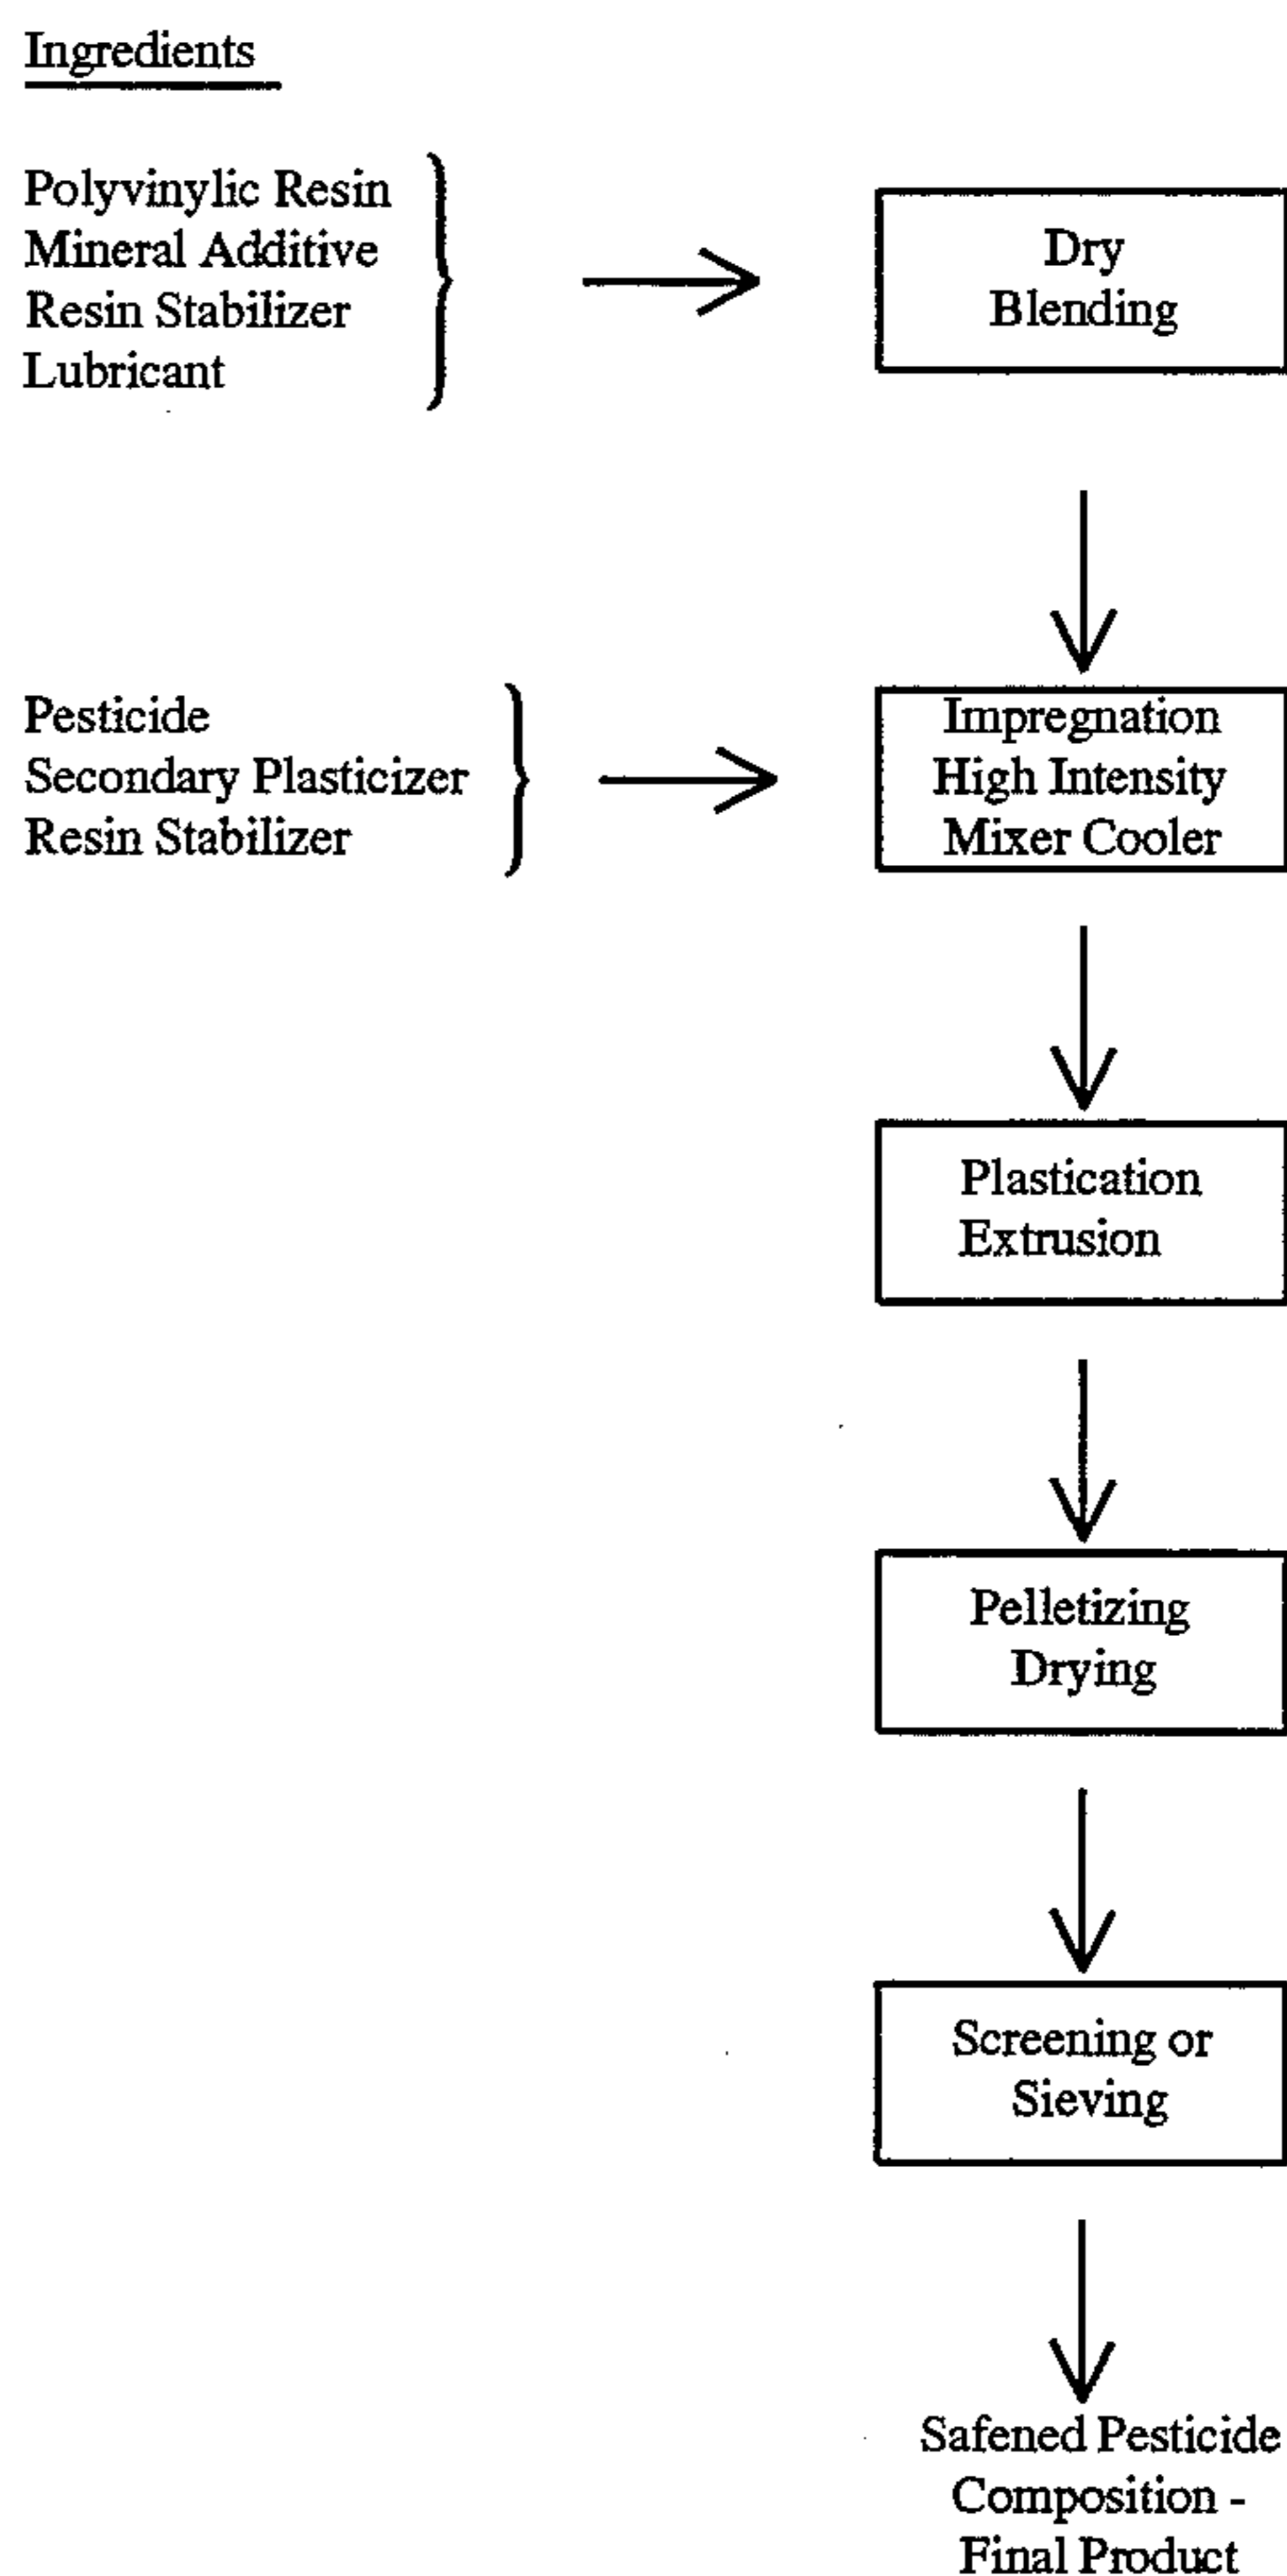 Ingredients
Polyvinylic Resin
Mineral Additive
Resin Stabilizer
Lubricant
Dry
Blending
Pesticide
Secondary Plasticizer
Resin Stabilizer
Impregnation
High Intensity
Mixer Cooler
Plastication
Extrusion
Pelletizing
Drying
Screening or
Sieving
Safened Pesticide
Composition -
Final Product